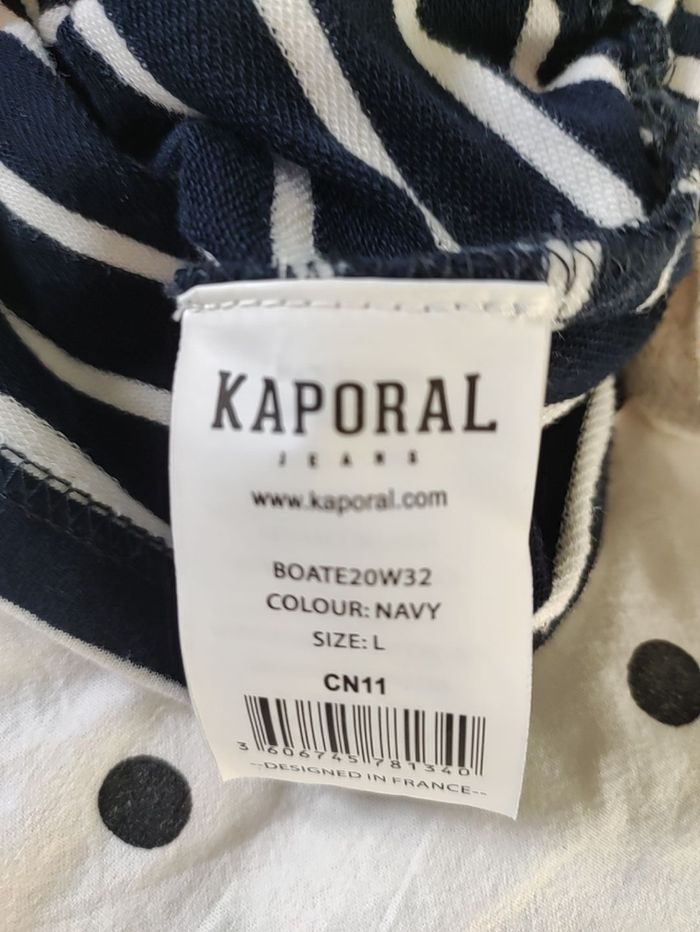 KAPORAL
JEANS
www.kaporal.com
BOATE20W32
COLOUR: NAVY
SIZE: L
CN11
3 606745 781340
--DESIGNED IN FRANCE--